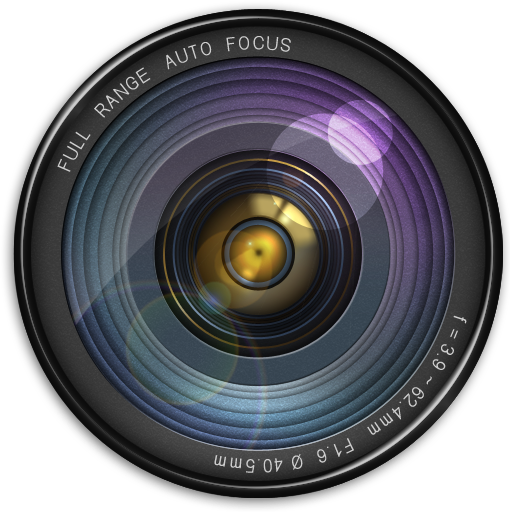 FULL RANGE AUTO FOCUS
f = 3.9 ~ 62.4mm F1.6 Ø 40.5mm